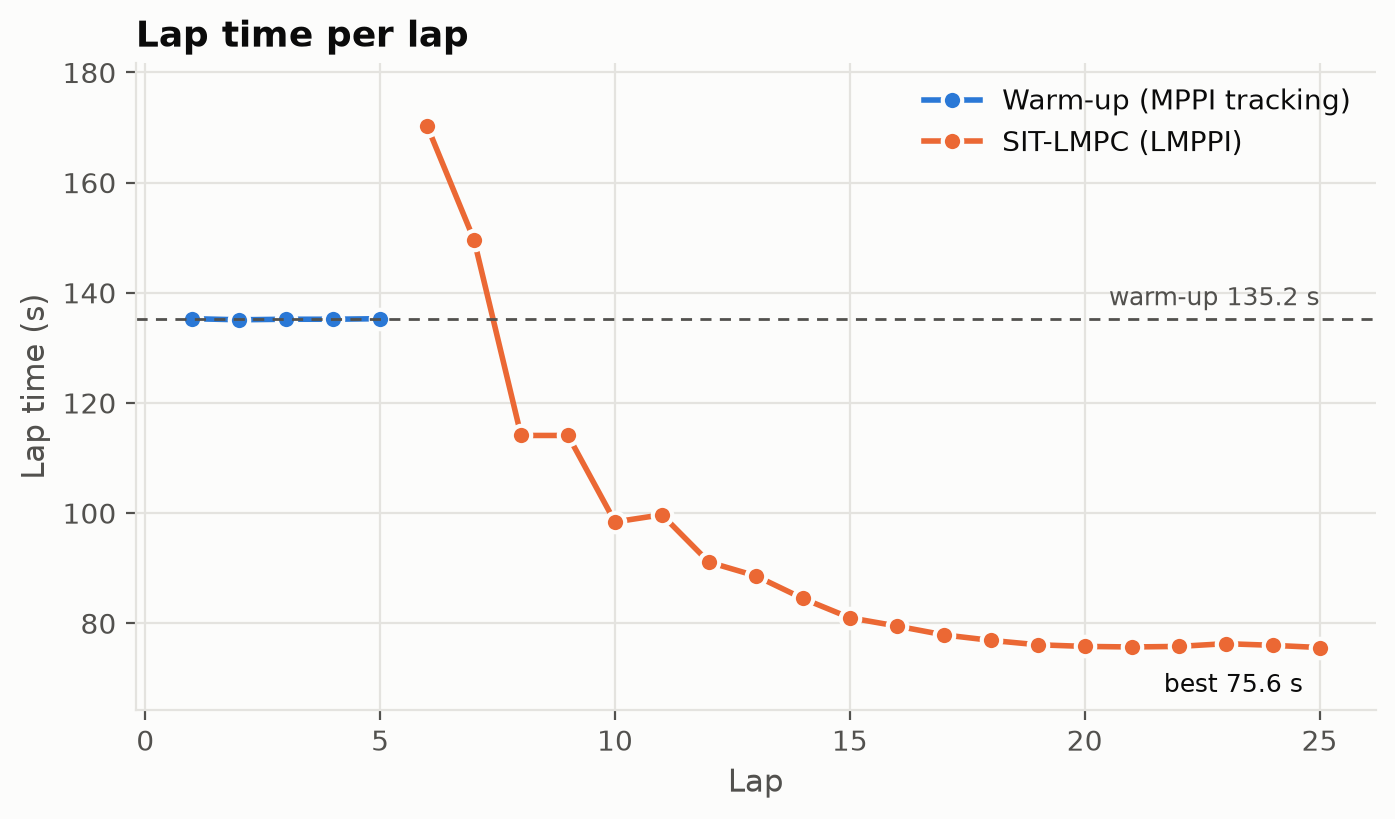 Lap time per lap
Warm-up (MPPI tracking)
SIT-LMPC (LMPPI)
180
160
140
120
100
80
Lap time (s)
warm-up 135.2 s
best 75.6 s
0 5 10 15 20 25
Lap